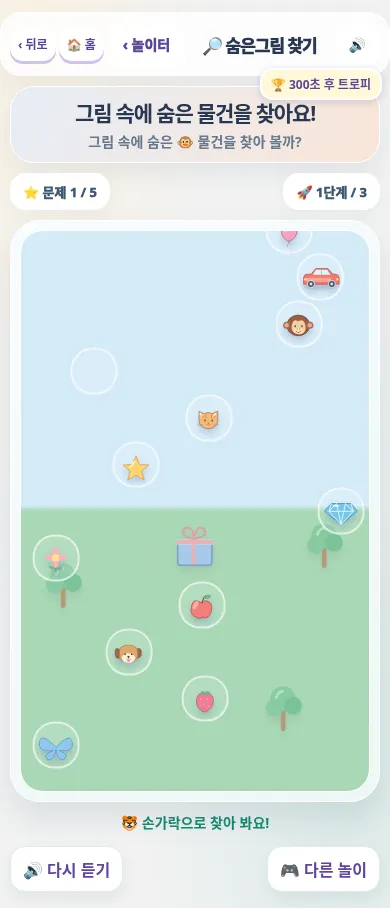 ‹ 뒤로 🏠 홈 ‹ 놀이터 🔎 숨은그림 찾기 🔊
🏆 300초 후 트로피
그림 속에 숨은 물건을 찾아요!
그림 속에 숨은 🐵 물건을 찾아 볼까?
⭐ 문제 1 / 5 🚀 1단계 / 3
🐯 손가락으로 찾아 봐요!
🔊 다시 듣기 🎮 다른 놀이